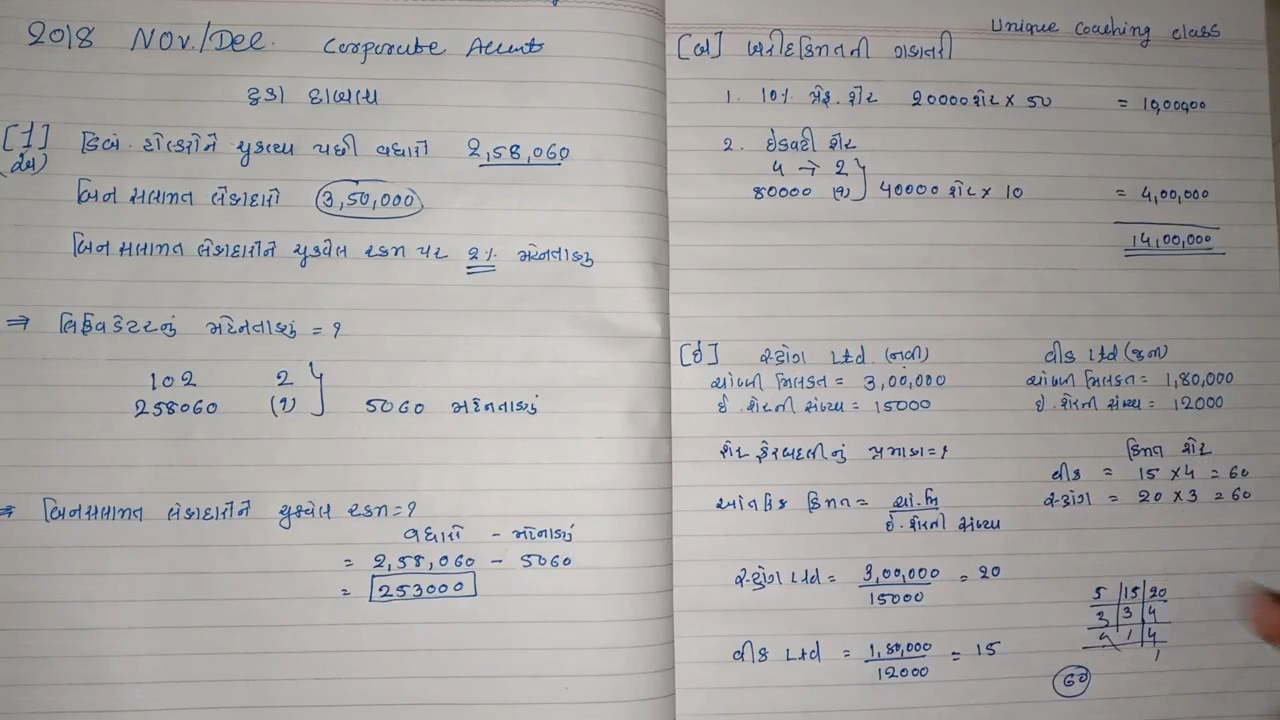 2018 Nov./Dec. Corporate Accounts
ટુંકા દાખલા
[1]
(અ) ડિબે. હોલ્ડરોને ચુકવ્યા પછી વધારો 2,58,060
બિન સલામત લેણદારો 3,50,000
બિન સલામત લેણદારોને ચુકવેલ રકમ પર 2% મહેનતાણું
⇒ લિક્વિડેટરનું મહેનતાણું = ?
102 2
258060 (?) 5060 મહેનતાણું
⇒ બિનસલામત લેણદારોને ચુકવેલ રકમ = ?
વધારો - મહેનતાણું
= 2,58,060 - 5060
= 253000
Unique coaching class
[બ] ખરીદકિંમતની ગણતરી
1. 10% પ્રેફ. શેર 20000 શેર × 50 = 10,00,000
2. ઇક્વિટી શેર
4 → 2
80000 (?) 40000 શેર × 10 = 4,00,000
14,00,000
[ઈ] સ્ટ્રોંગ Ltd (નવી) વીક Ltd (જુની)
ચોખ્ખી મિલકત = 3,00,000 ચોખ્ખી મિલકત = 1,80,000
ઈ. શેરની સંખ્યા = 15000 ઈ. શેરની સંખ્યા = 12000
શેર ફેરબદલીનું પ્રમાણ = ? કિંમત શેર
વીક = 15 × 4 = 60
આંતરિક કિંમત = ચો. મિ / ઈ. શેરની સંખ્યા
સ્ટ્રોંગ = 20 × 3 = 60
સ્ટ્રોંગ Ltd = 3,00,000 / 15000 = 20
5 | 15 | 20
3 | 3 | 4
4 | 1 | 4
1
વીક Ltd = 1,80,000 / 12000 = 15
60